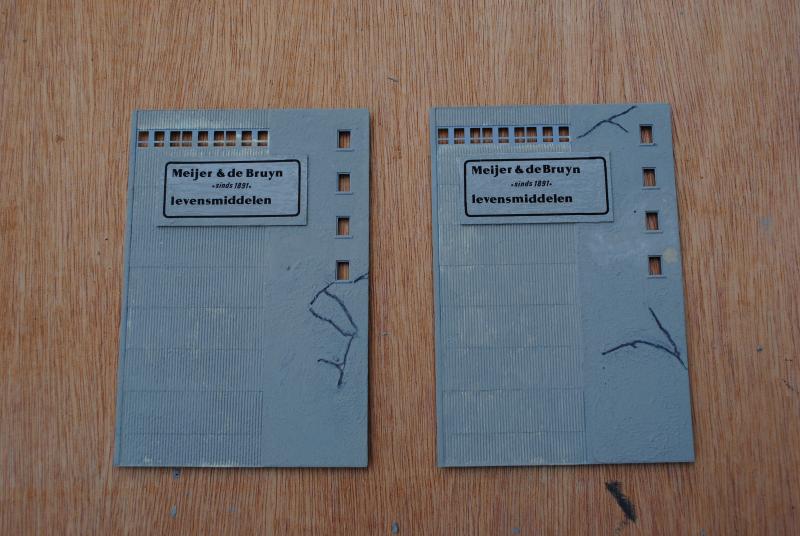 Meijer & de Bruyn
•sinds 1891•
levensmiddelen
Meijer & de Bruyn
•sinds 1891•
levensmiddelen